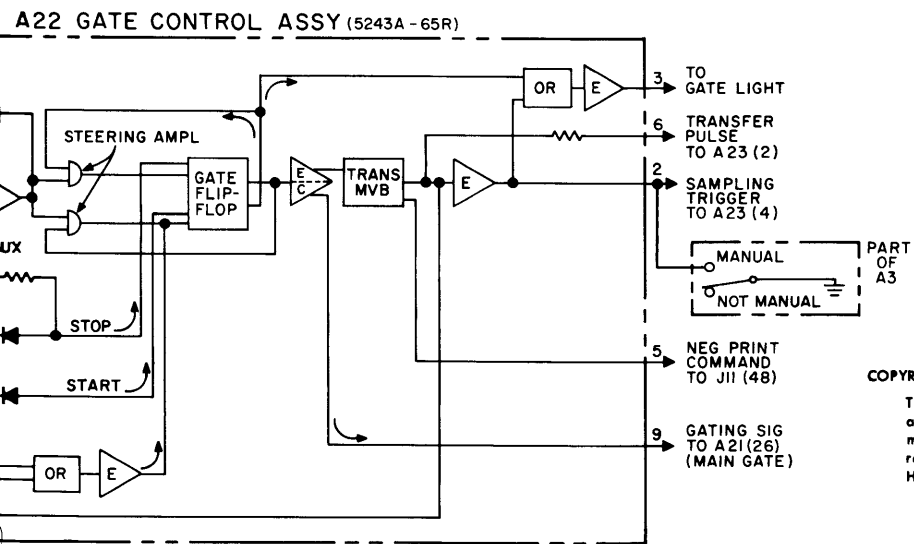 A22 GATE CONTROL ASSY (5243A-65R)
3
TO
GATE LIGHT
OR
E
6
TRANSFER
PULSE
TO A23 (2)
STEERING AMPL
GATE
FLIP-
FLOP
E
C
TRANS
MVB
E
2
SAMPLING
TRIGGER
TO A23 (4)
UX
MANUAL
NOT MANUAL
PART
OF
A3
STOP
START
5
NEG PRINT
COMMAND
TO J11 (48)
COPYR
T
a
m
r
H
9
GATING SIG
TO A21 (26)
(MAIN GATE)
OR
E